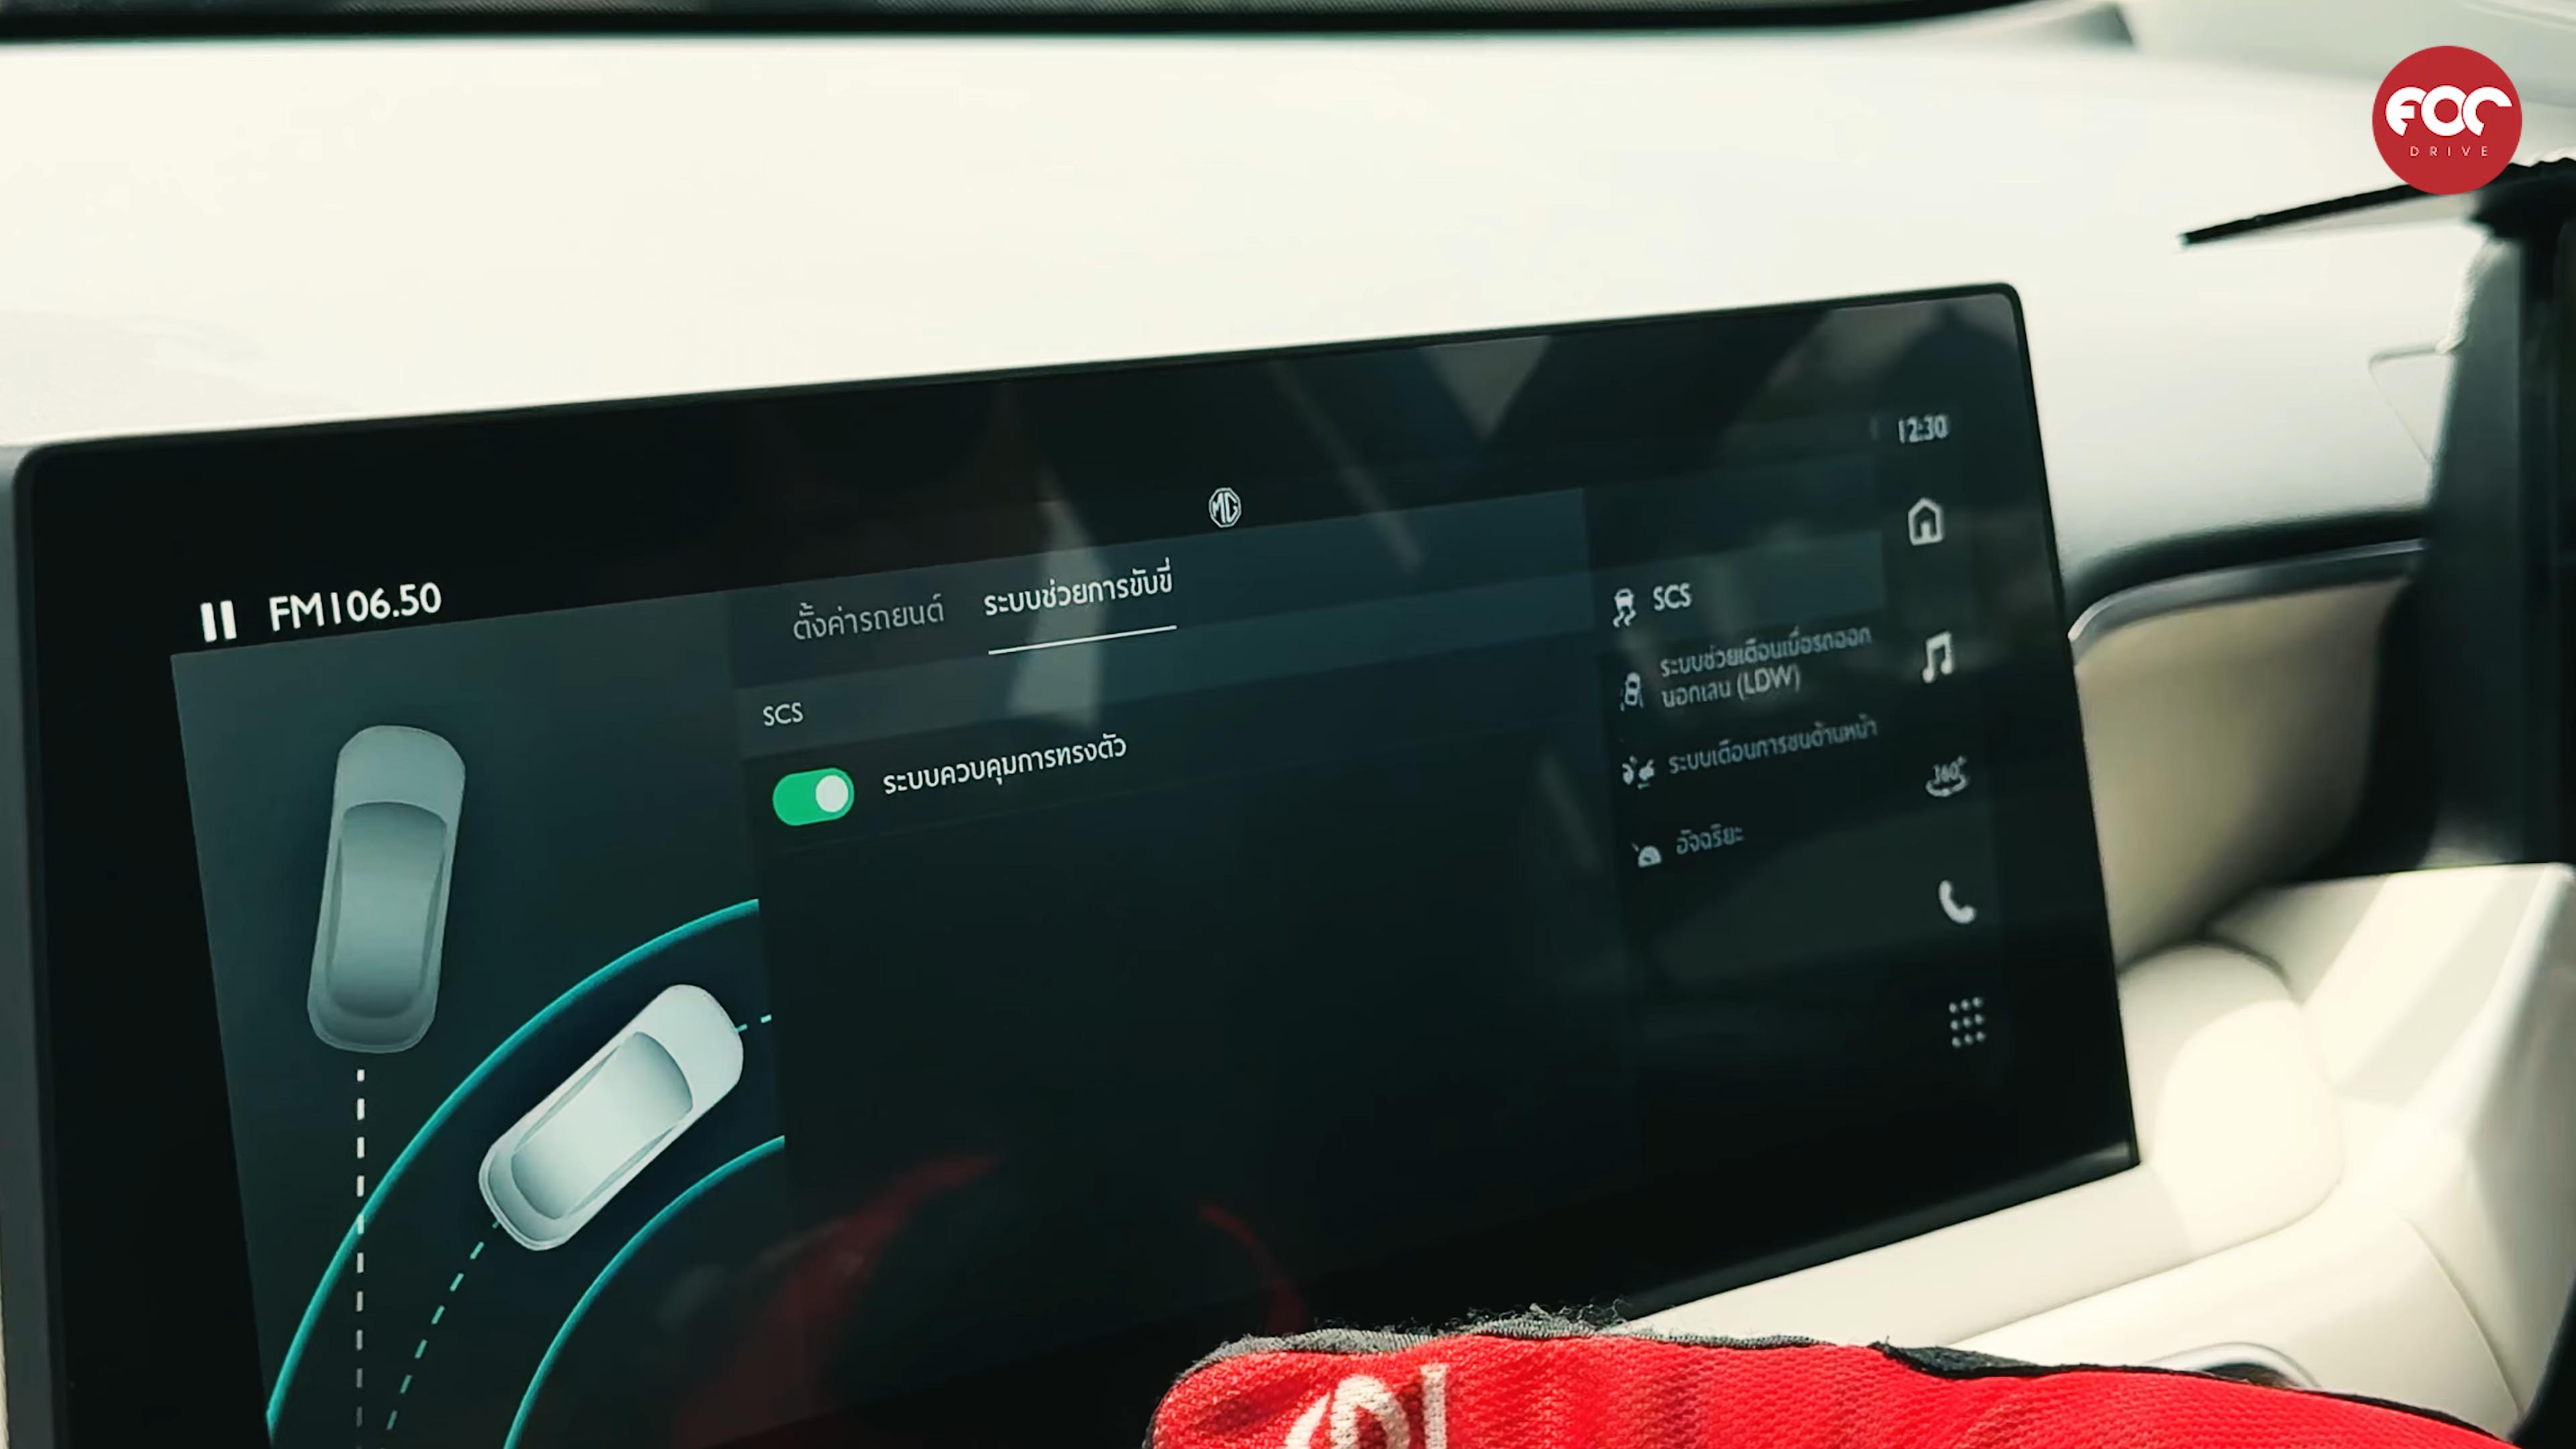 FOC
DRIVE
12:30
MG
FM106.50
ตั้งค่ารถยนต์ ระบบช่วยการขับขี่
SCS
ระบบควบคุมการทรงตัว
SCS
ระบบช่วยเตือนเมื่อรถออก
นอกเลน (LDW)
ระบบเตือนการชนด้านหน้า
อัจฉริยะ
360°